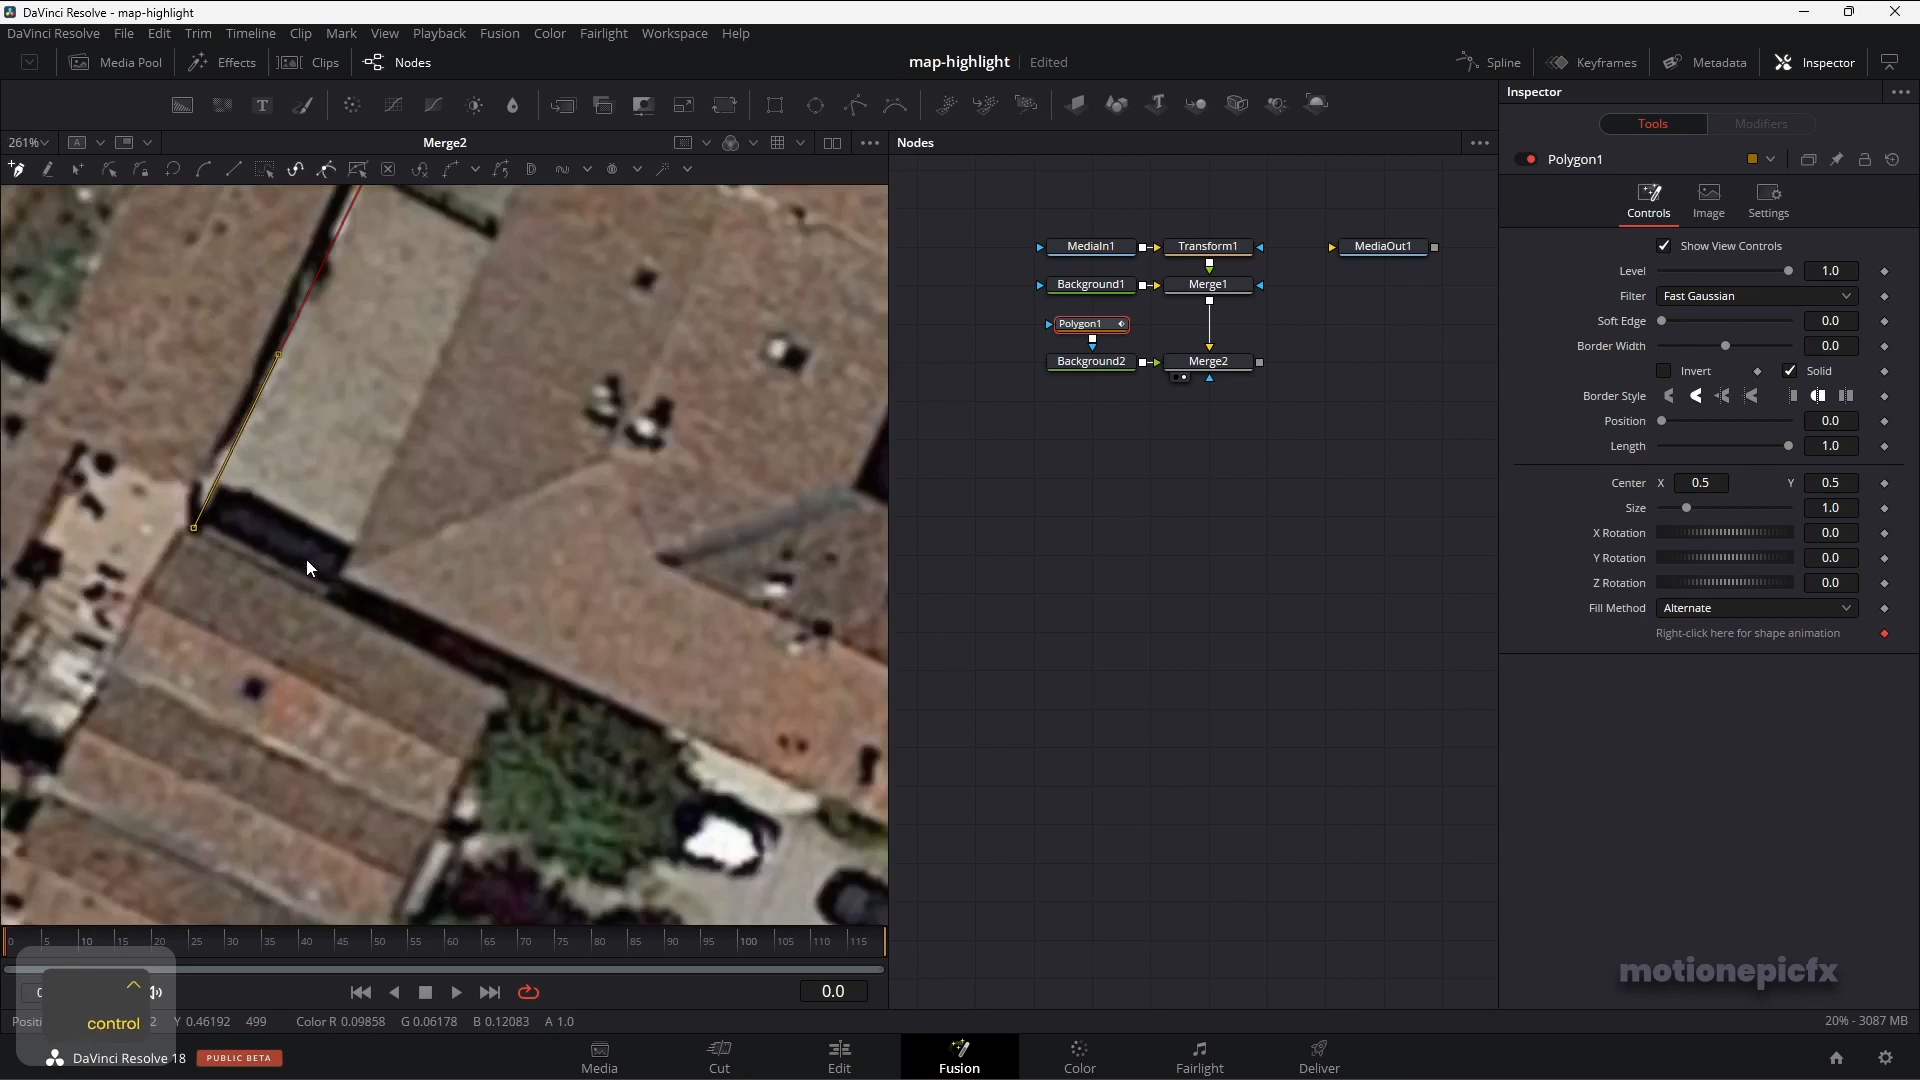 DaVinci Resolve - map-highlight
DaVinci Resolve File Edit Trim Timeline Clip Mark View Playback Fusion Color Fairlight Workspace Help
Media Pool Effects Clips Nodes map-highlight Edited Spline Keyframes Metadata Inspector
Inspector
Tools Modifiers
261% A Merge2 Nodes
Polygon1
Controls Image Settings
Show View Controls
Level 1.0
Filter Fast Gaussian
Soft Edge 0.0
Border Width 0.0
Invert Solid
Border Style
Position 0.0
Length 1.0
Center X 0.5 Y 0.5
Size 1.0
X Rotation 0.0
Y Rotation 0.0
Z Rotation 0.0
Fill Method Alternate
Right-click here for shape animation
MediaIn1 Transform1 MediaOut1
Background1 Merge1
Polygon1
Background2 Merge2
0 5 10 15 20 25 30 35 40 45 50 55 60 65 70 75 80 85 90 95 100 105 110 115
motionepicfx
0.0
control
Y 0.46192 499 Color R 0.09858 G 0.06178 B 0.12083 A 1.0
20% - 3087 MB
DaVinci Resolve 18 PUBLIC BETA
Media Cut Edit Fusion Color Fairlight Deliver